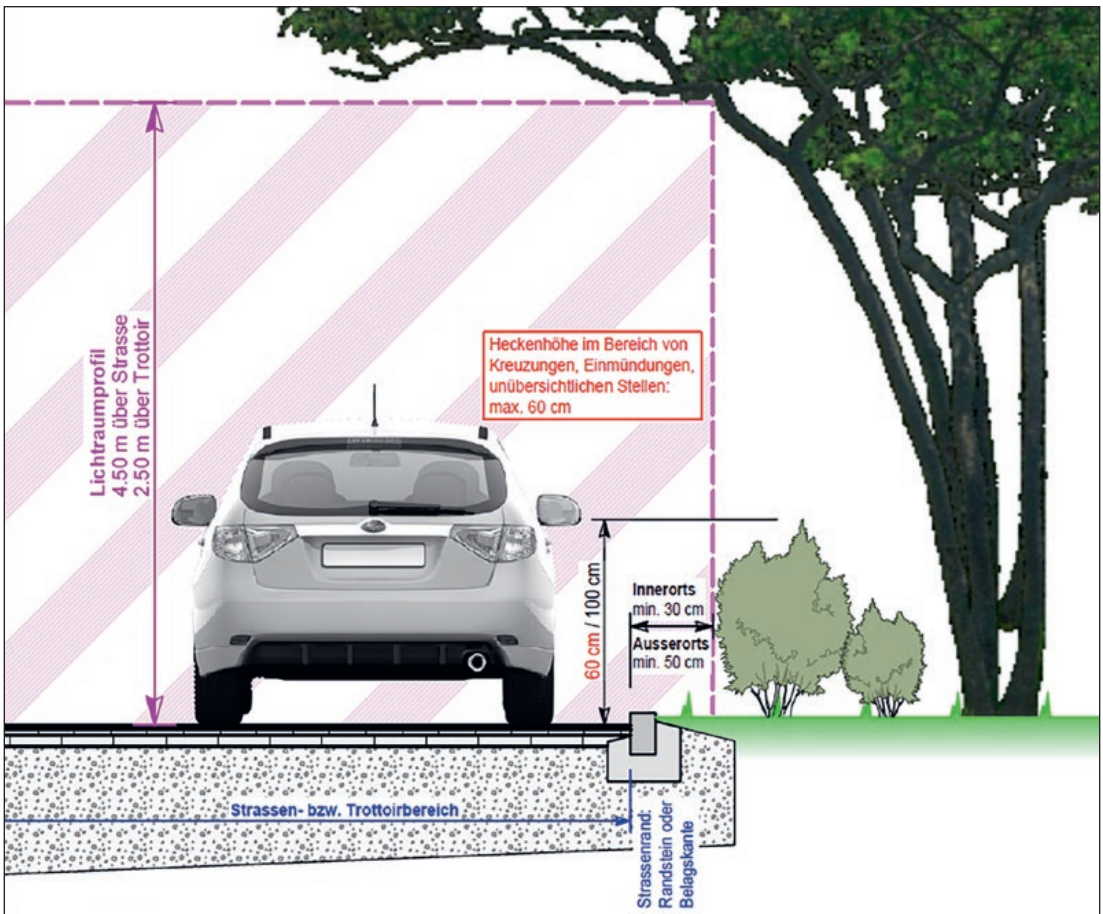 Lichtraumprofil
4.50 m über Strasse
2.50 m über Trottoir
Heckenhöhe im Bereich von
Kreuzungen, Einmündungen,
unübersichtlichen Stellen:
max. 60 cm
60 cm / 100 cm
Innerorts
min. 30 cm
Ausserorts
min. 50 cm
Strassen- bzw. Trottoirbereich
Strassenrand:
Randstein oder
Belagskante